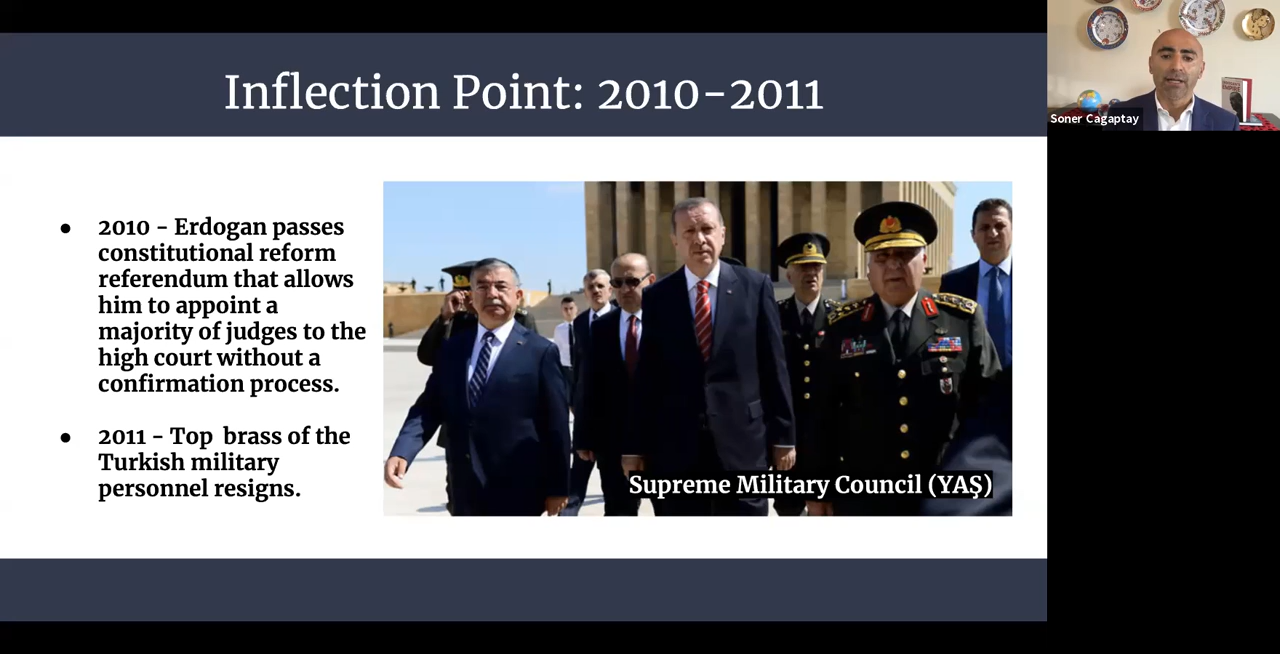 Inflection Point: 2010-2011
Soner Cagaptay
● 2010 - Erdogan passes
constitutional reform
referendum that allows
him to appoint a
majority of judges to the
high court without a
confirmation process.
● 2011 - Top brass of the
Turkish military
personnel resigns.
Supreme Military Council (YAŞ)